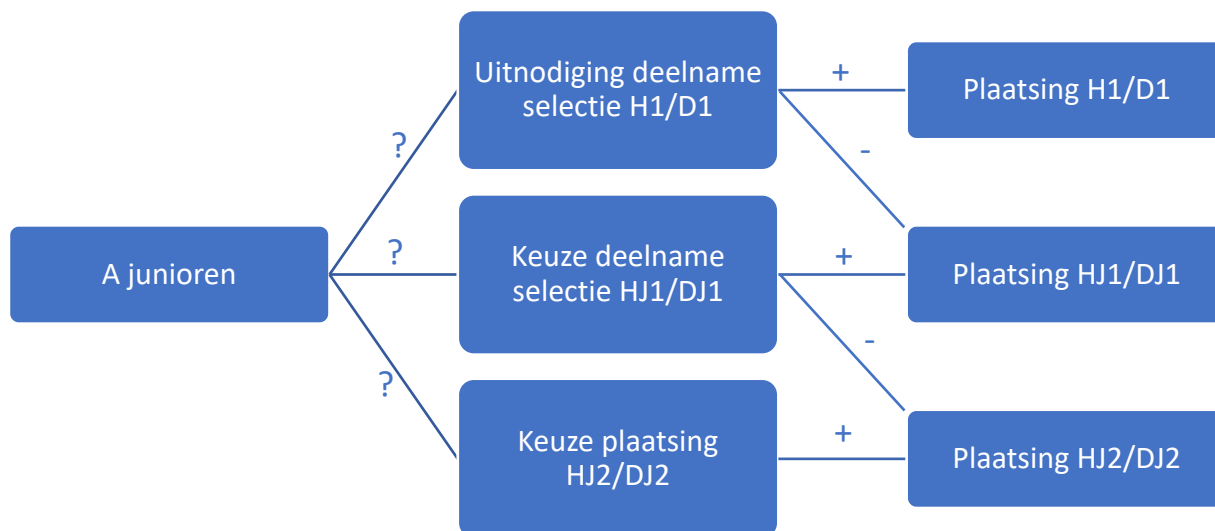 Uitnodiging deelname
selectie H1/D1
+
Plaatsing H1/D1
?
-
A junioren
?
Keuze deelname
selectie HJ1/DJ1
+
Plaatsing HJ1/DJ1
-
?
Keuze plaatsing
HJ2/DJ2
+
Plaatsing HJ2/DJ2